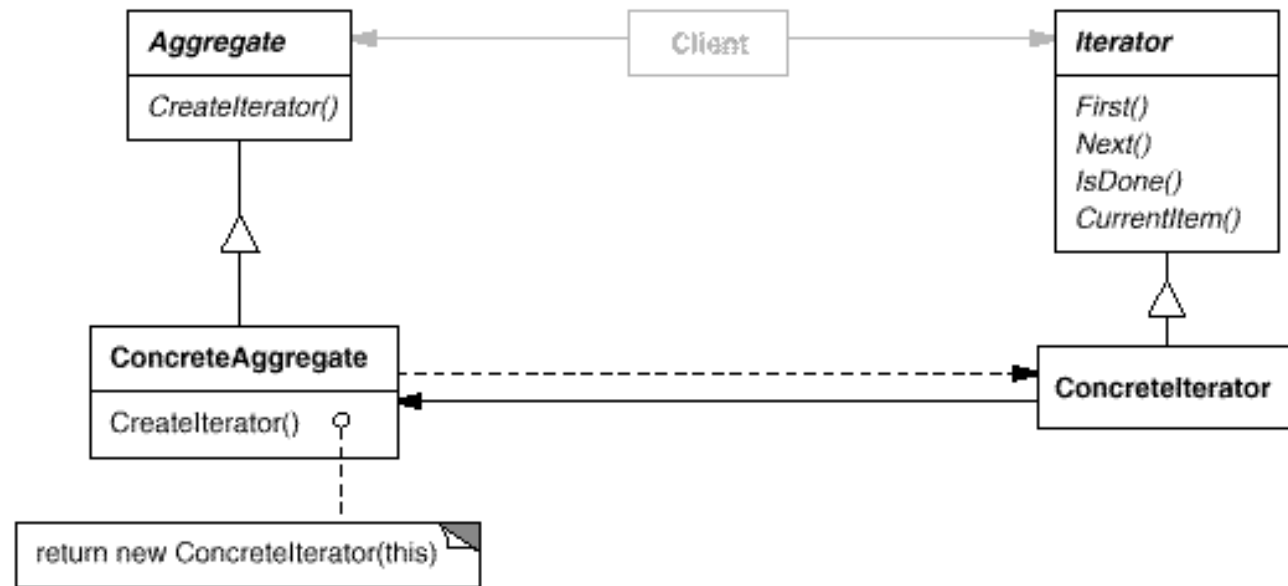 Aggregate
CreateIterator()
Client
Iterator
First()
Next()
IsDone()
CurrentItem()
ConcreteAggregate
CreateIterator()
ConcreteIterator
return new ConcreteIterator(this)